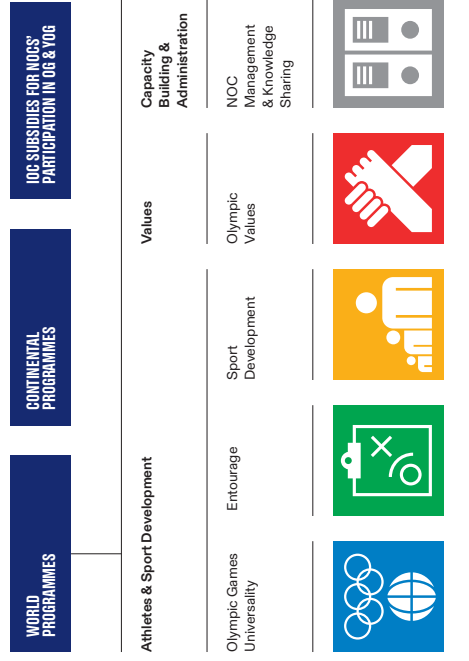 WORLD
PROGRAMMES
CONTINENTAL
PROGRAMMES
IOC SUBSIDIES FOR NOCS'
PARTICIPATION IN OG & YOG
Athletes & Sport Development
Values
Capacity
Building &
Administration
Olympic Games
Universality
Entourage
Sport
Development
Olympic
Values
NOC
Management
& Knowledge
Sharing